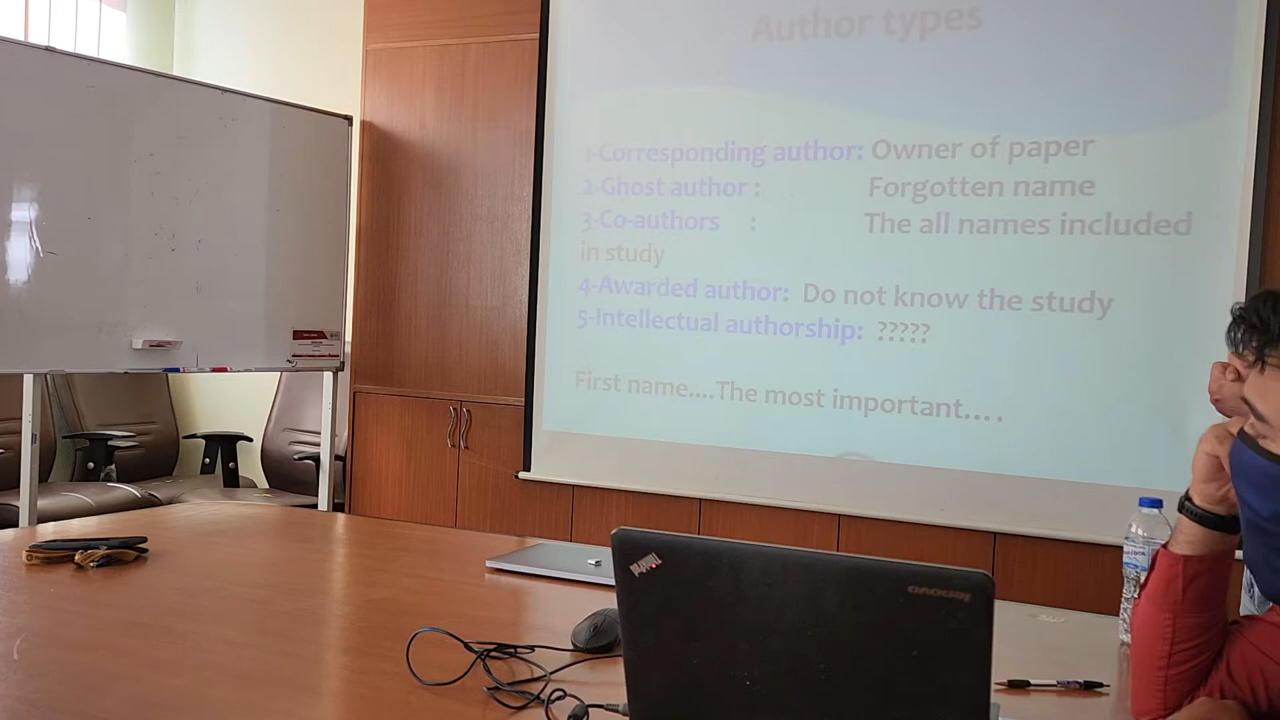 Author types
1-Corresponding author: Owner of paper
2-Ghost author : Forgotten name
3-Co-authors : The all names included
in study
4-Awarded author: Do not know the study
5-Intellectual authorship: ?????
First name....The most important....
ThinkPad
lenovo